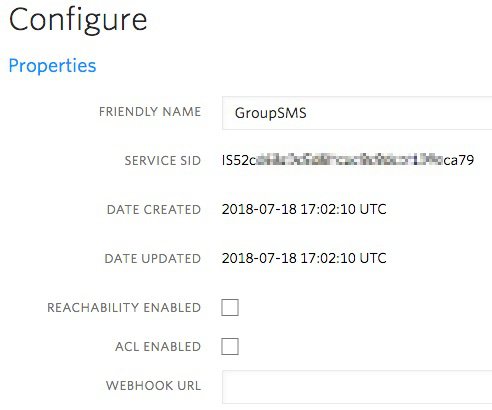 Configure
Properties
FRIENDLY NAME GroupSMS
SERVICE SID IS52c ca79
DATE CREATED 2018-07-18 17:02:10 UTC
DATE UPDATED 2018-07-18 17:02:10 UTC
REACHABILITY ENABLED
ACL ENABLED
WEBHOOK URL